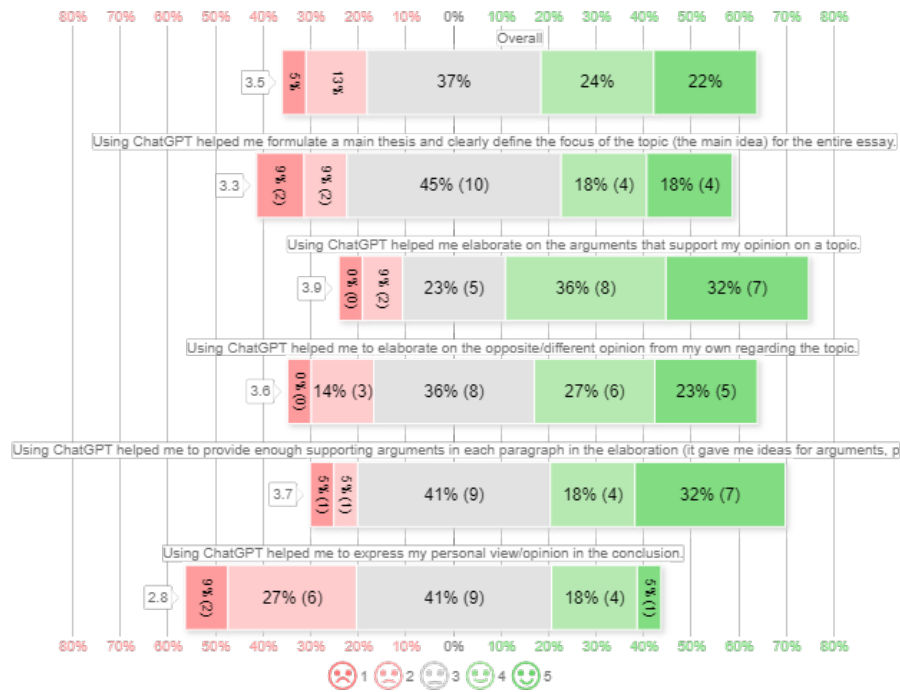 80% 70% 60% 50% 40% 30% 20% 10% 0% 10% 20% 30% 40% 50% 60% 70% 80%
Overall
3.5 5% 13% 37% 24% 22%
Using ChatGPT helped me formulate a main thesis and clearly define the focus of the topic (the main idea) for the entire essay.
3.3 9% (2) 9% (2) 45% (10) 18% (4) 18% (4)
Using ChatGPT helped me elaborate on the arguments that support my opinion on a topic.
3.9 0% (0) 9% (2) 23% (5) 36% (8) 32% (7)
Using ChatGPT helped me to elaborate on the opposite/different opinion from my own regarding the topic.
3.6 0% (0) 14% (3) 36% (8) 27% (6) 23% (5)
Using ChatGPT helped me to provide enough supporting arguments in each paragraph in the elaboration (it gave me ideas for arguments, p
3.7 5% (1) 5% (1) 41% (9) 18% (4) 32% (7)
Using ChatGPT helped me to express my personal view/opinion in the conclusion.
2.8 9% (2) 27% (6) 41% (9) 18% (4) 5% (1)
80% 70% 60% 50% 40% 30% 20% 10% 0% 10% 20% 30% 40% 50% 60% 70% 80%
1 2 3 4 5